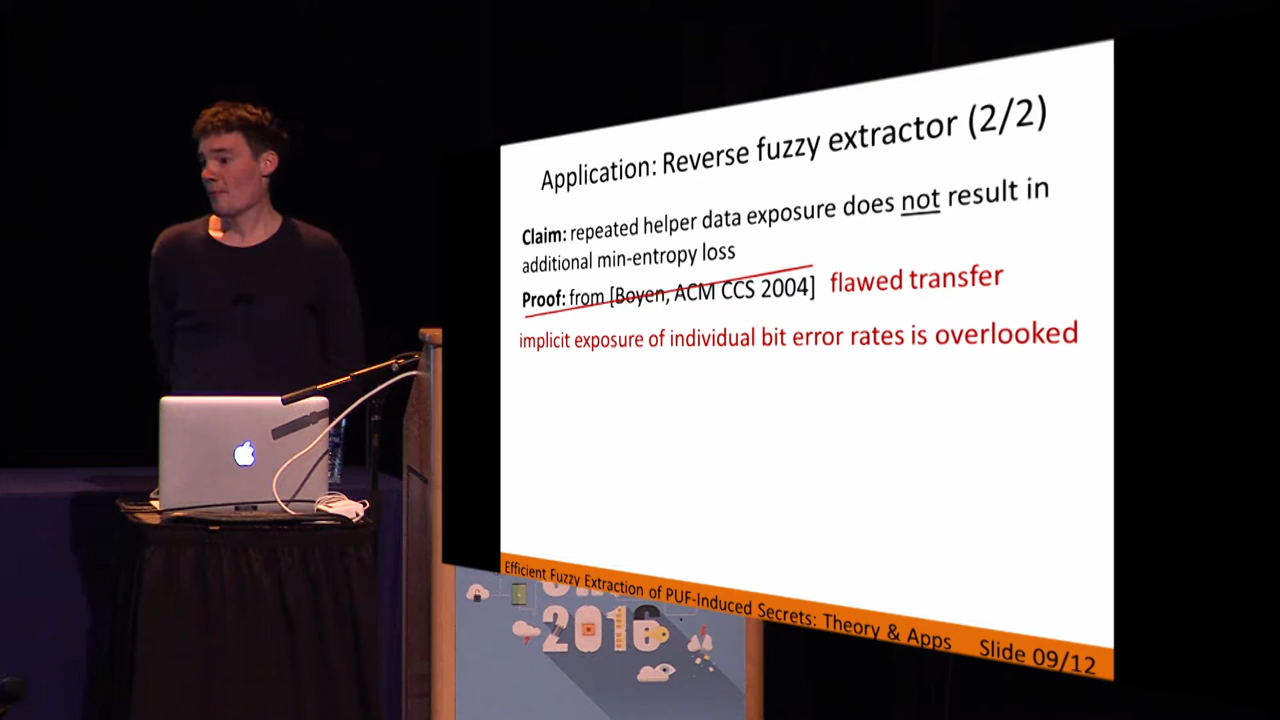 Application: Reverse fuzzy extractor (2/2)
Claim: repeated helper data exposure does not result in
additional min-entropy loss
Proof: from [Boyen, ACM CCS 2004] flawed transfer
implicit exposure of individual bit error rates is overlooked
Efficient Fuzzy Extraction of PUF-Induced Secrets: Theory & Apps Slide 09/12
2016